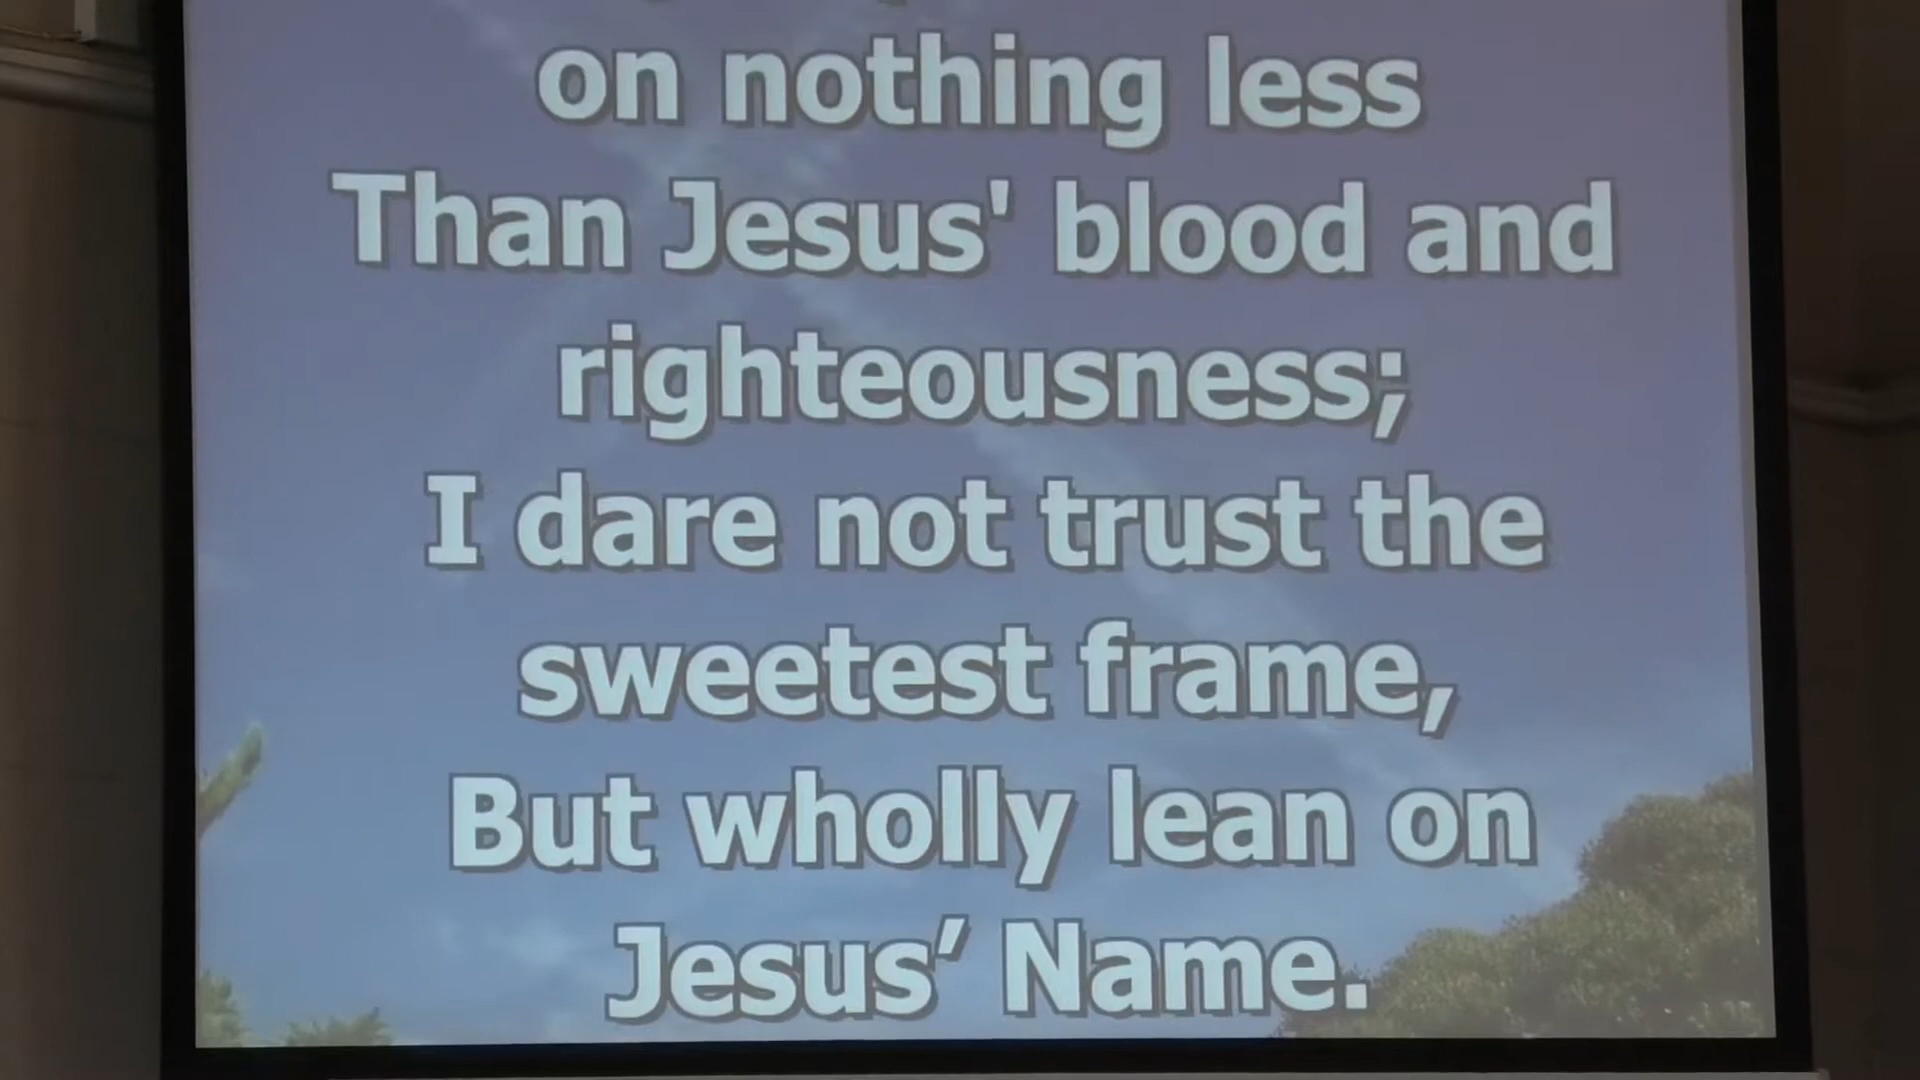 on nothing less
Than Jesus' blood and
righteousness;
I dare not trust the
sweetest frame,
But wholly lean on
Jesus’ Name.